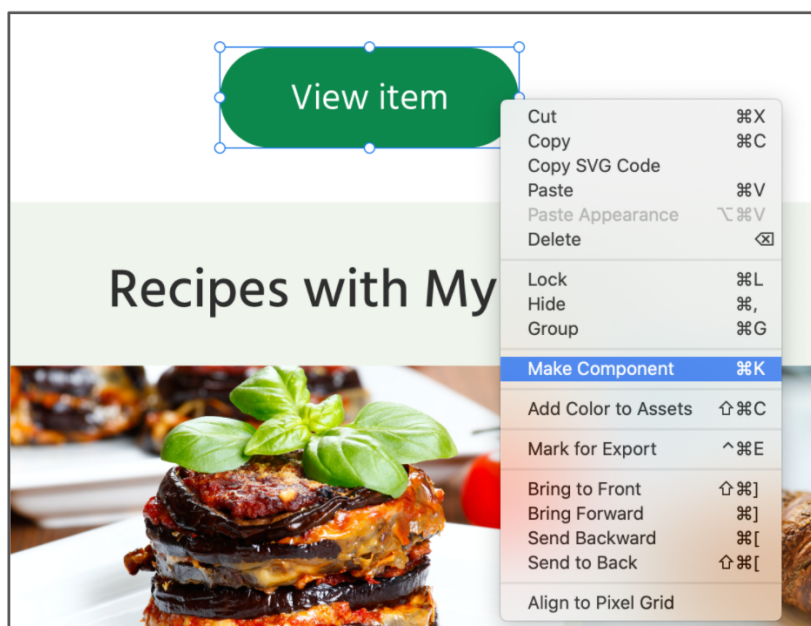 View item
Cut ⌘X
Copy ⌘C
Copy SVG Code
Paste ⌘V
Paste Appearance ⌥⌘V
Delete ⌫
Recipes with My
Lock ⌘L
Hide ⌘,
Group ⌘G
Make Component ⌘K
Add Color to Assets ⇧⌘C
Mark for Export ^⌘E
Bring to Front ⇧⌘]
Bring Forward ⌘]
Send Backward ⌘[
Send to Back ⇧⌘[
Align to Pixel Grid